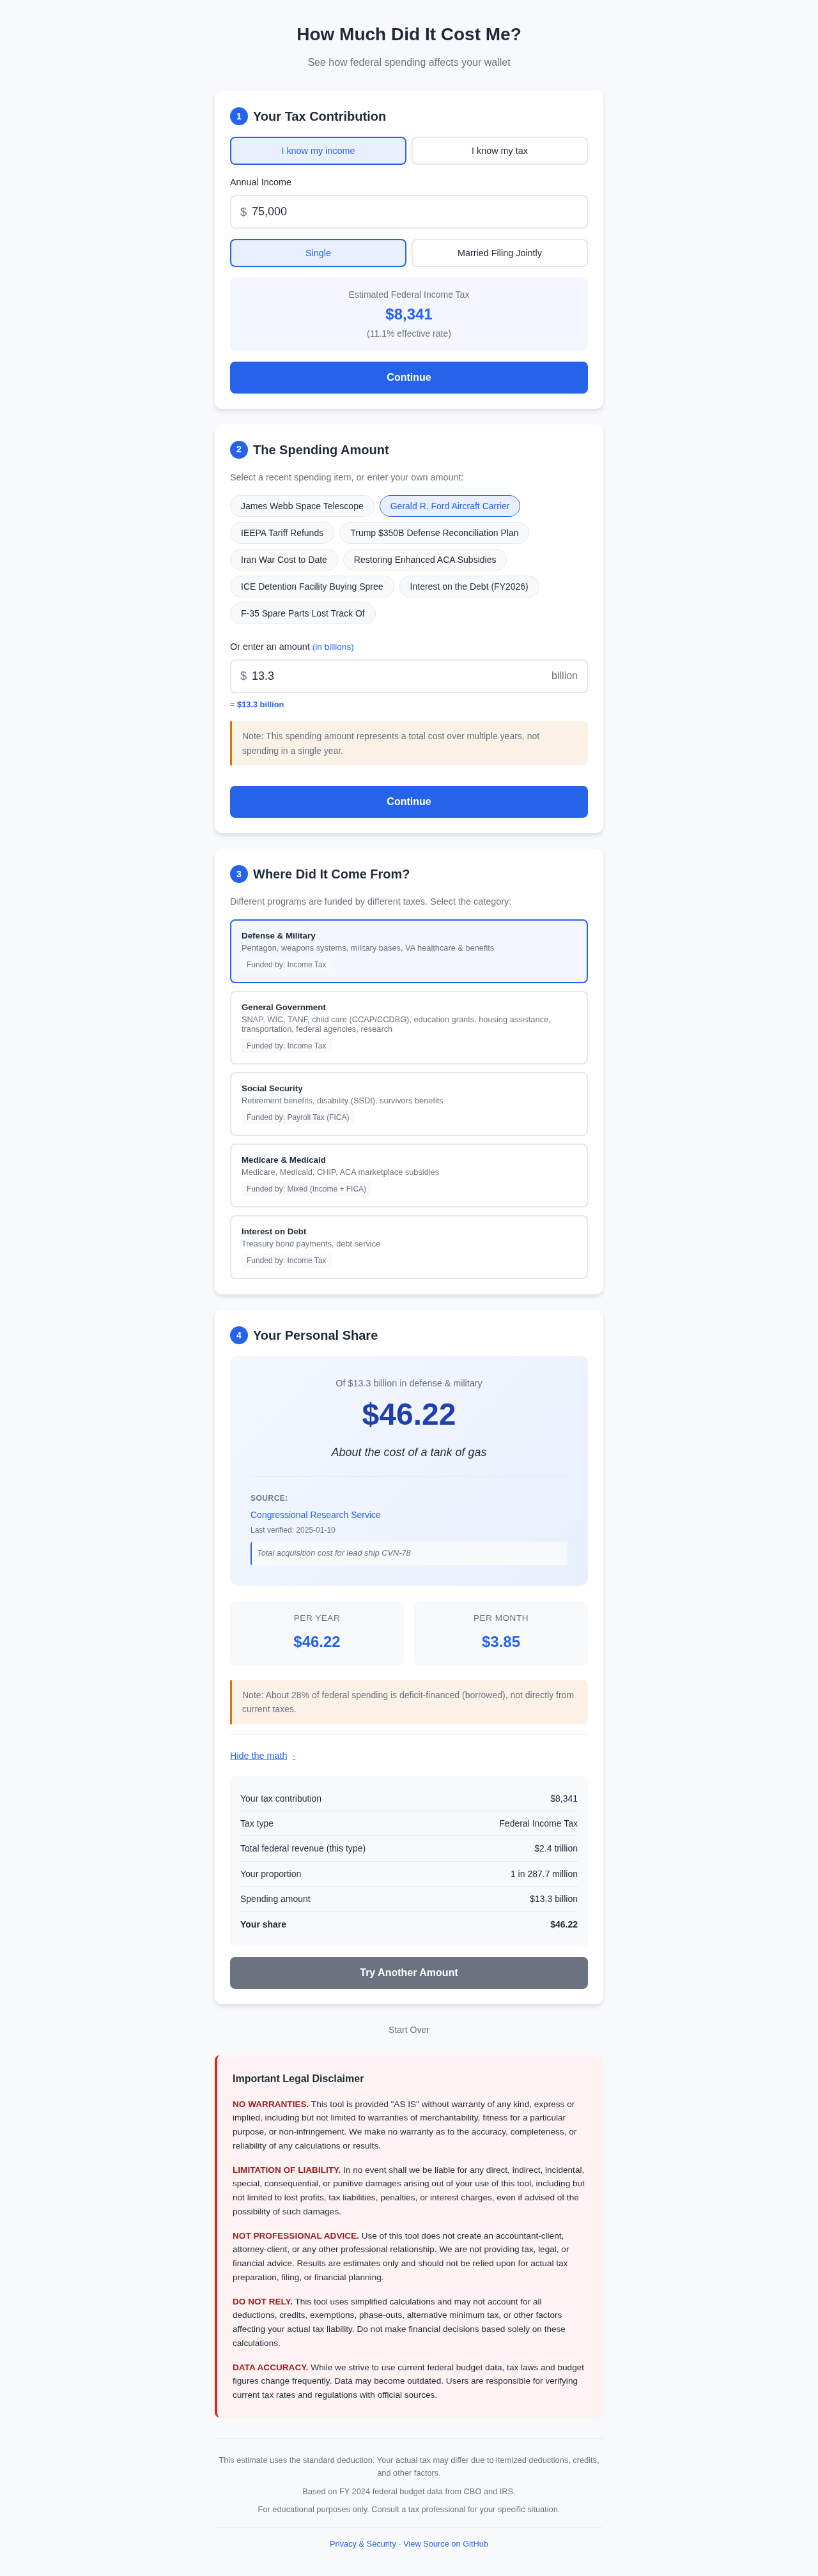 How Much Did It Cost Me?
See how federal spending affects your wallet
1 Your Tax Contribution
I know my income
I know my tax
Annual Income
$ 75,000
Single
Married Filing Jointly
Estimated Federal Income Tax
$8,341
(11.1% effective rate)
Continue
2 The Spending Amount
Select a recent spending item, or enter your own amount:
James Webb Space Telescope
Gerald R. Ford Aircraft Carrier
IEEPA Tariff Refunds
Trump $350B Defense Reconciliation Plan
Iran War Cost to Date
Restoring Enhanced ACA Subsidies
ICE Detention Facility Buying Spree
Interest on the Debt (FY2026)
F-35 Spare Parts Lost Track Of
Or enter an amount (in billions)
$ 13.3 billion
= $13.3 billion
Note: This spending amount represents a total cost over multiple years, not
spending in a single year.
Continue
3 Where Did It Come From?
Different programs are funded by different taxes. Select the category:
Defense & Military
Pentagon, weapons systems, military bases, VA healthcare & benefits
Funded by: Income Tax
General Government
SNAP, WIC, TANF, child care (CCAP/CCDBG), education grants, housing assistance,
transportation, federal agencies, research
Funded by: Income Tax
Social Security
Retirement benefits, disability (SSDI), survivors benefits
Funded by: Payroll Tax (FICA)
Medicare & Medicaid
Medicare, Medicaid, CHIP, ACA marketplace subsidies
Funded by: Mixed (Income + FICA)
Interest on Debt
Treasury bond payments, debt service
Funded by: Income Tax
4 Your Personal Share
Of $13.3 billion in defense & military
$46.22
About the cost of a tank of gas
SOURCE:
Congressional Research Service
Last verified: 2025-01-10
Total acquisition cost for lead ship CVN-78
PER YEAR
$46.22
PER MONTH
$3.85
Note: About 28% of federal spending is deficit-financed (borrowed), not directly from
current taxes.
Hide the math -
Your tax contribution $8,341
Tax type Federal Income Tax
Total federal revenue (this type) $2.4 trillion
Your proportion 1 in 287.7 million
Spending amount $13.3 billion
Your share $46.22
Try Another Amount
Start Over
Important Legal Disclaimer
NO WARRANTIES. This tool is provided "AS IS" without warranty of any kind, express or
implied, including but not limited to warranties of merchantability, fitness for a particular
purpose, or non-infringement. We make no warranty as to the accuracy, completeness, or
reliability of any calculations or results.
LIMITATION OF LIABILITY. In no event shall we be liable for any direct, indirect, incidental,
special, consequential, or punitive damages arising out of your use of this tool, including but
not limited to lost profits, tax liabilities, penalties, or interest charges, even if advised of the
possibility of such damages.
NOT PROFESSIONAL ADVICE. Use of this tool does not create an accountant-client,
attorney-client, or any other professional relationship. We are not providing tax, legal, or
financial advice. Results are estimates only and should not be relied upon for actual tax
preparation, filing, or financial planning.
DO NOT RELY. This tool uses simplified calculations and may not account for all
deductions, credits, exemptions, phase-outs, alternative minimum tax, or other factors
affecting your actual tax liability. Do not make financial decisions based solely on these
calculations.
DATA ACCURACY. While we strive to use current federal budget data, tax laws and budget
figures change frequently. Data may become outdated. Users are responsible for verifying
current tax rates and regulations with official sources.
This estimate uses the standard deduction. Your actual tax may differ due to itemized deductions, credits,
and other factors.
Based on FY 2024 federal budget data from CBO and IRS.
For educational purposes only. Consult a tax professional for your specific situation.
Privacy & Security · View Source on GitHub